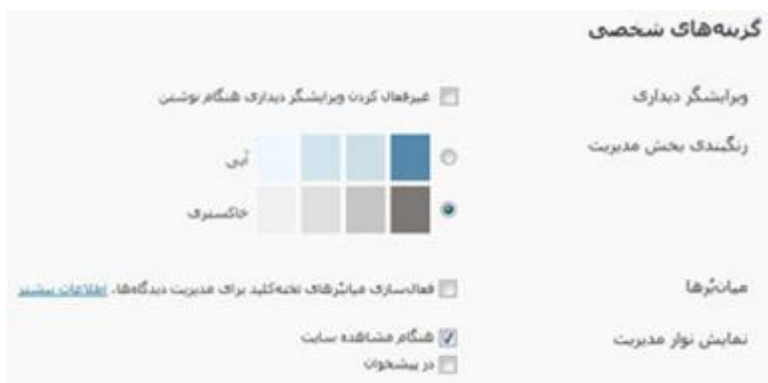 گزینه‌های شخصی
ویرایشگر دیداری
غیرفعال کردن ویرایشگر دیداری هنگام نوشتن
رنگبندی بخش مدیریت
آبی
خاکستری
میان‌بُرها
فعال‌سازی میانبُرهای تخته‌کلید برای مدیریت دیدگاه‌ها. اطلاعات بیشتر
نمایش نوار مدیریت
هنگام مشاهده سایت
در پیشخوان